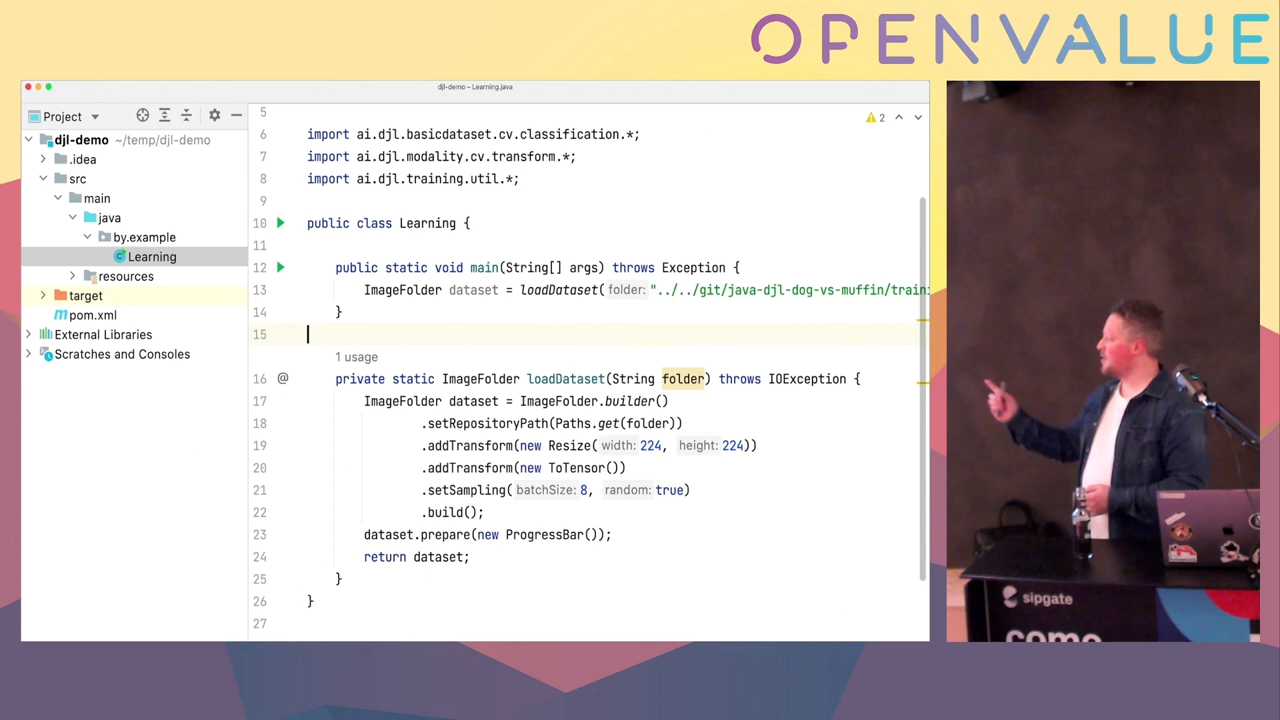 OPENVALUE
djl-demo – Learning.java
Project
djl-demo ~/temp/djl-demo
.idea
src
main
java
by.example
Learning
resources
target
pom.xml
External Libraries
Scratches and Consoles
2
5
6 import ai.djl.basicdataset.cv.classification.*;
7 import ai.djl.modality.cv.transform.*;
8 import ai.djl.training.util.*;
9
10 public class Learning {
11
12 public static void main(String[] args) throws Exception {
13 ImageFolder dataset = loadDataset( folder: "../../git/java-djl-dog-vs-muffin/traini
14 }
15
1 usage
16 @ private static ImageFolder loadDataset(String folder) throws IOException {
17 ImageFolder dataset = ImageFolder.builder()
18 .setRepositoryPath(Paths.get(folder))
19 .addTransform(new Resize( width: 224, height: 224))
20 .addTransform(new ToTensor())
21 .setSampling( batchSize: 8, random: true)
22 .build();
23 dataset.prepare(new ProgressBar());
24 return dataset;
25 }
26 }
27
sipgate